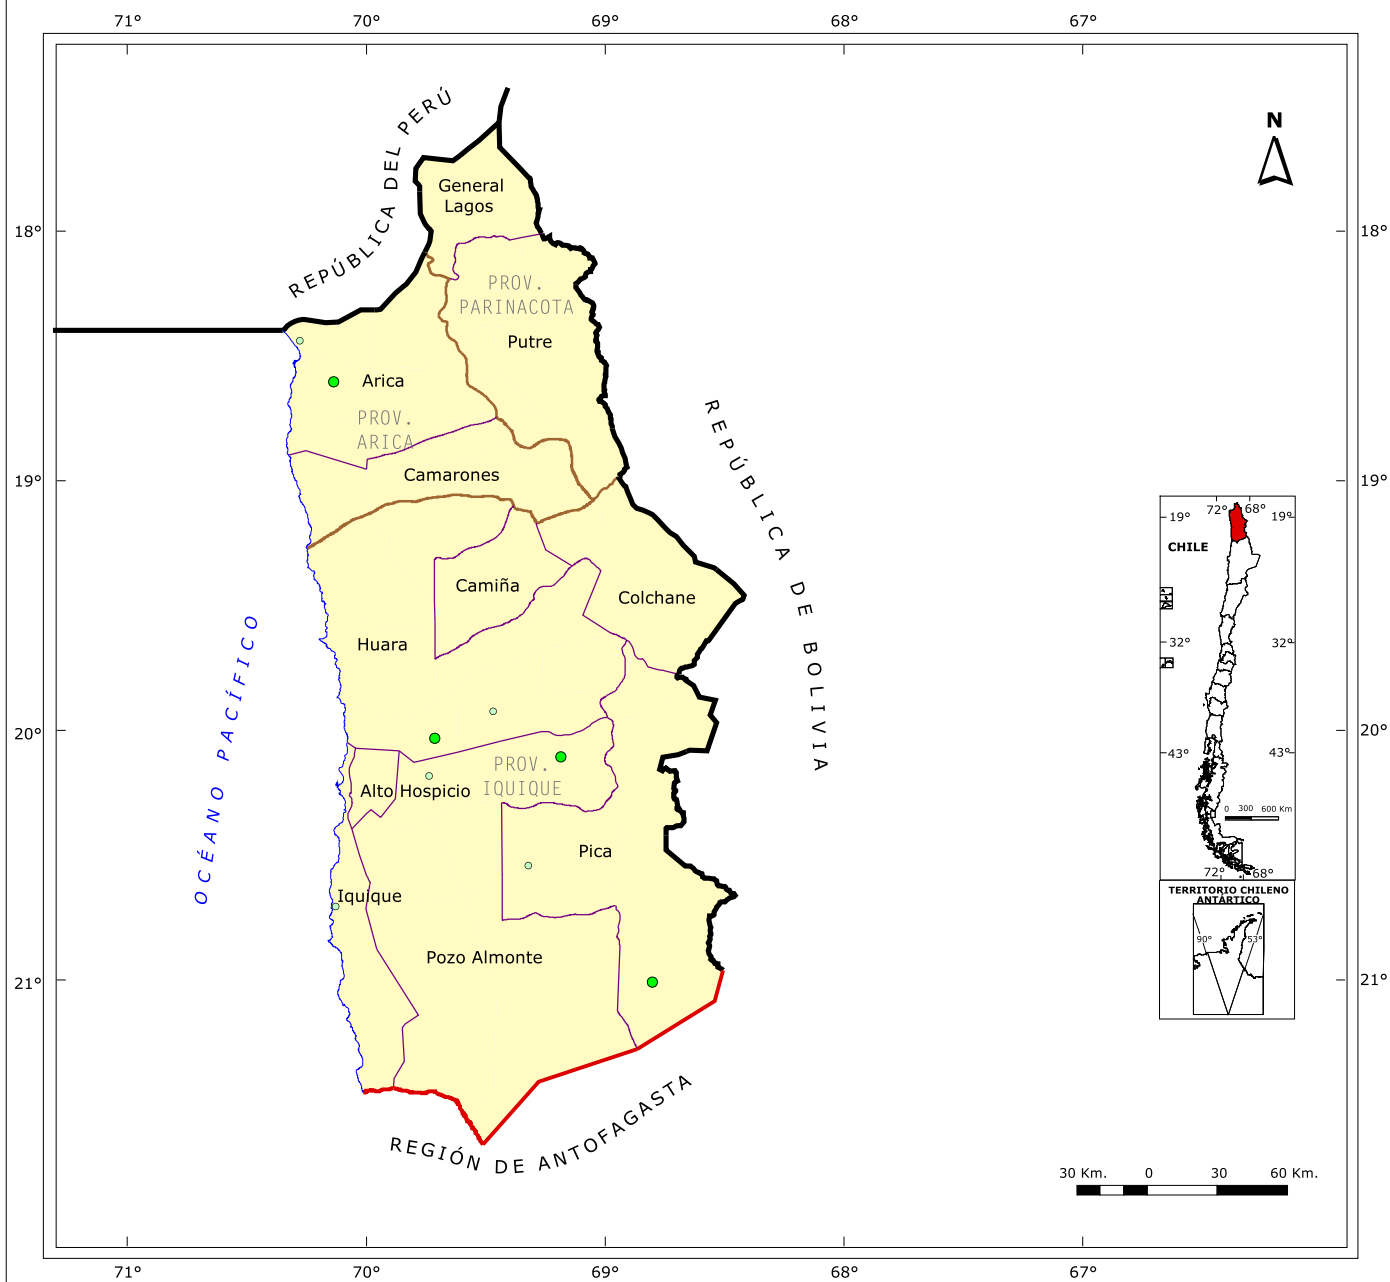 71° 70° 69° 68° 67°
N
REPÚBLICA DEL PERÚ
General
Lagos
18° 18°
PROV.
PARINACOTA
Putre
Arica
PROV.
ARICA
REPÚBLICA DE BOLIVIA
Camarones
19° 19°
72° 68°
19° 19°
CHILE
Camiña
Colchane
OCÉANO PACÍFICO
Huara
32° 32°
20° 20°
43° 43°
PROV.
IQUIQUE
Alto Hospicio
0 300 600 Km
Pica
72° 68°
Iquique
TERRITORIO CHILENO
ANTÁRTICO
90° 53°
Pozo Almonte
21° 21°
REGIÓN DE ANTOFAGASTA
30 Km. 0 30 60 Km.
71° 70° 69° 68° 67°